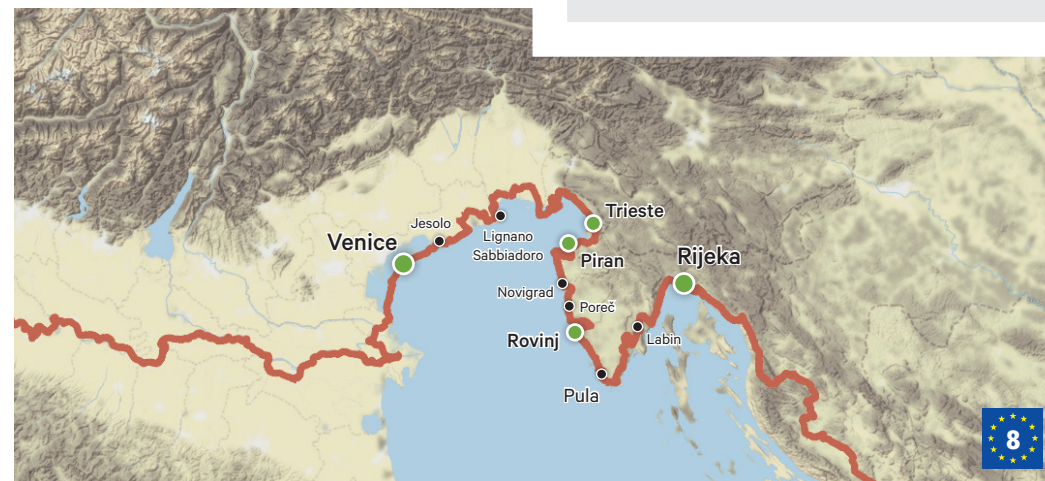 Trieste
Jesolo
Lignano
Sabbiadoro
Venice
Piran
Rijeka
Novigrad
Poreč
Rovinj
Labin
Pula
8